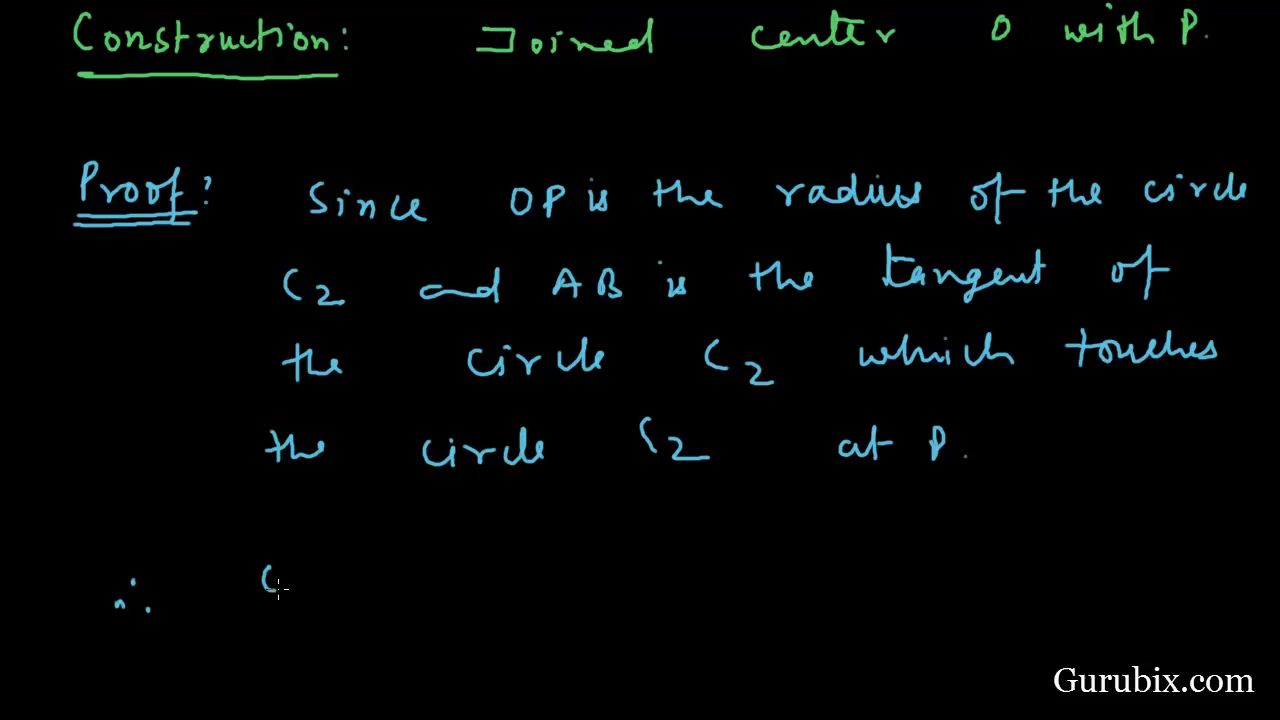 Construction: Joined center O with P.
Proof: Since OP is the radius of the circle
C2 and AB is the tangent of
the circle C2 which touches
the circle C2 at P.
∴
Gurubix.com